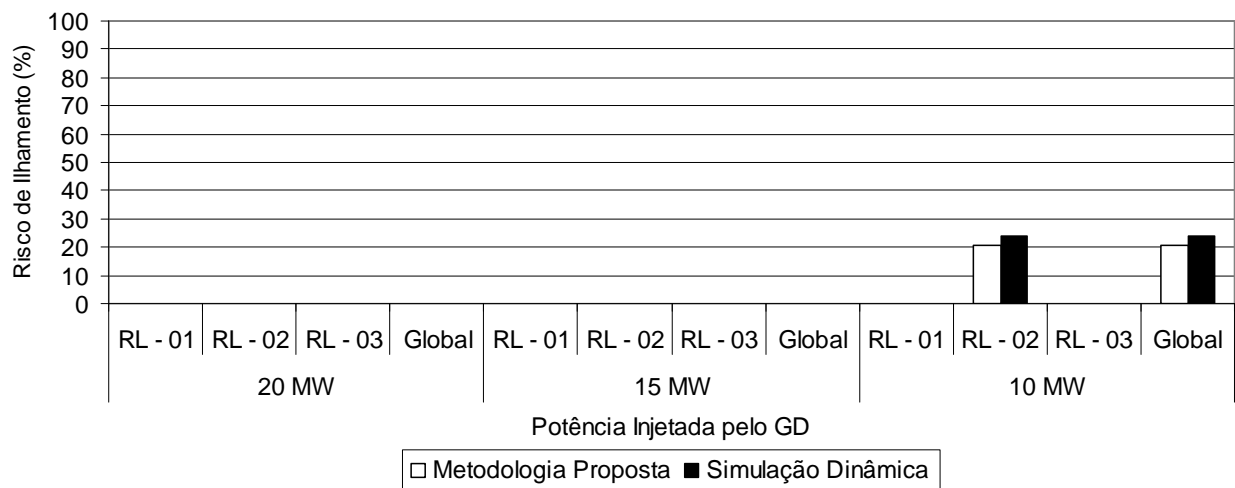 Risco de Ilhamento (%)
100
90
80
70
60
50
40
30
20
10
0
RL - 01 RL - 02 RL - 03 Global RL - 01 RL - 02 RL - 03 Global RL - 01 RL - 02 RL - 03 Global
20 MW 15 MW 10 MW
Potência Injetada pelo GD
Metodologia Proposta Simulação Dinâmica